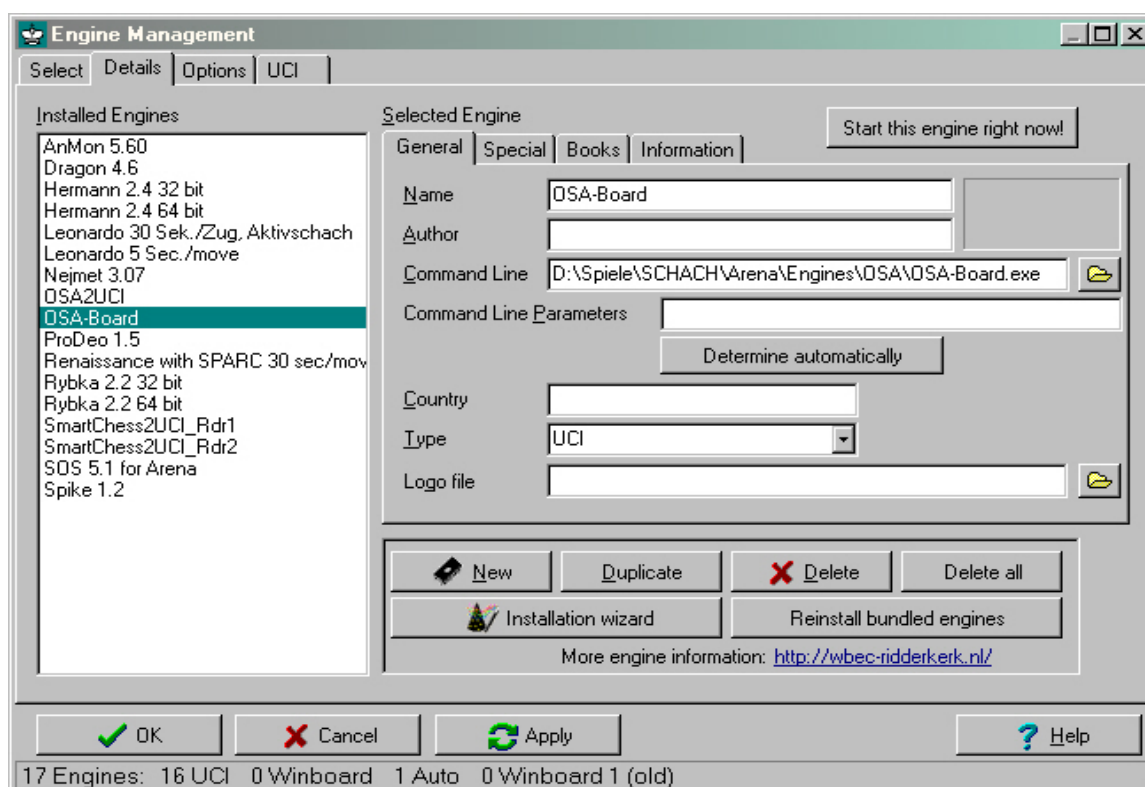 Engine Management
Select Details Options UCI
Installed Engines
AnMon 5.60
Dragon 4.6
Hermann 2.4 32 bit
Hermann 2.4 64 bit
Leonardo 30 Sek./Zug, Aktivschach
Leonardo 5 Sec./move
Nejmet 3.07
OSA2UCI
OSA-Board
ProDeo 1.5
Renaissance with SPARC 30 sec/mov
Rybka 2.2 32 bit
Rybka 2.2 64 bit
SmartChess2UCI_Rdr1
SmartChess2UCI_Rdr2
SOS 5.1 for Arena
Spike 1.2
Selected Engine
Start this engine right now!
General Special Books Information
Name OSA-Board
Author
Command Line D:\Spiele\SCHACH\Arena\Engines\OSA\OSA-Board.exe
Command Line Parameters
Determine automatically
Country
Type UCI
Logo file
New Duplicate Delete Delete all
Installation wizard Reinstall bundled engines
More engine information: http://wbec-ridderkerk.nl/
OK Cancel Apply Help
17 Engines: 16 UCI 0 Winboard 1 Auto 0 Winboard 1 (old)